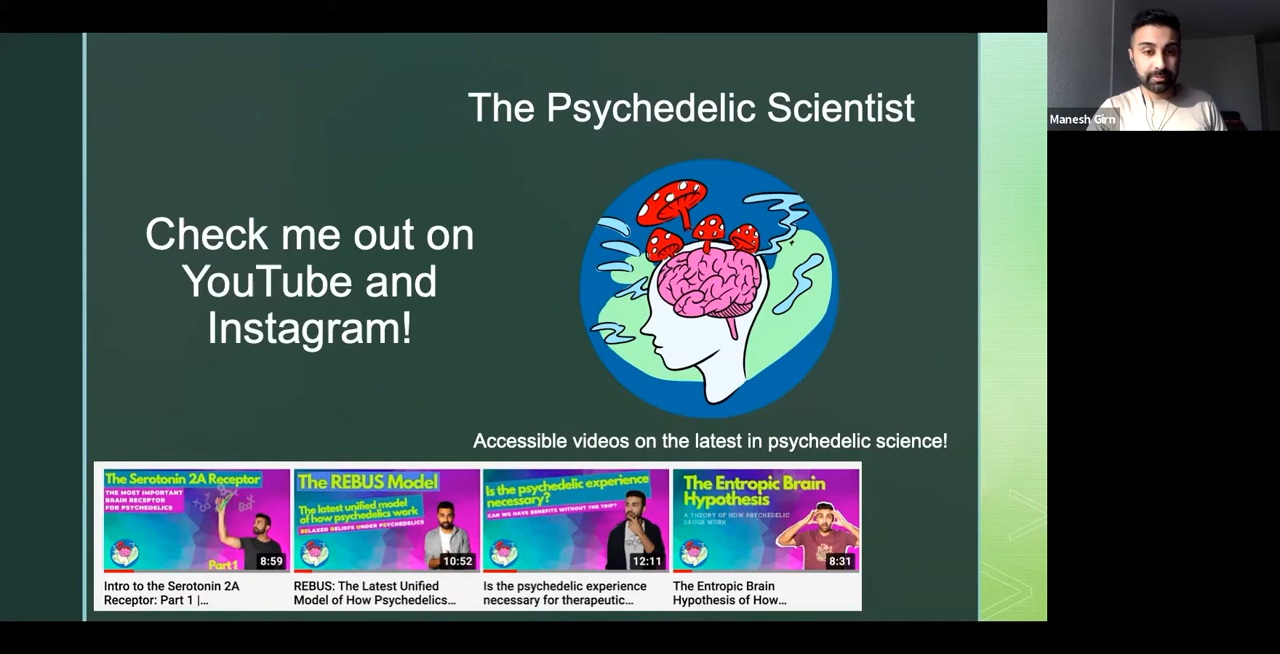 The Psychedelic Scientist
Check me out on
YouTube and
Instagram!
Accessible videos on the latest in psychedelic science!
The Serotonin 2A Receptor
THE MOST IMPORTANT
BRAIN RECEPTOR
FOR PSYCHEDELICS
Part 1
8:59
Intro to the Serotonin 2A
Receptor: Part 1 |...
The REBUS Model
The latest unified model
of how psychedelics work
RELAXED BELIEFS UNDER PSYCHEDELICS
10:52
REBUS: The Latest Unified
Model of How Psychedelics...
Is the psychedelic experience
necessary?
CAN WE HAVE BENEFITS WITHOUT THE TRIP?
12:11
Is the psychedelic experience
necessary for therapeutic...
The Entropic Brain
Hypothesis
A THEORY OF HOW PSYCHEDELIC
DRUGS WORK
8:31
The Entropic Brain
Hypothesis of How...
Manesh Girn